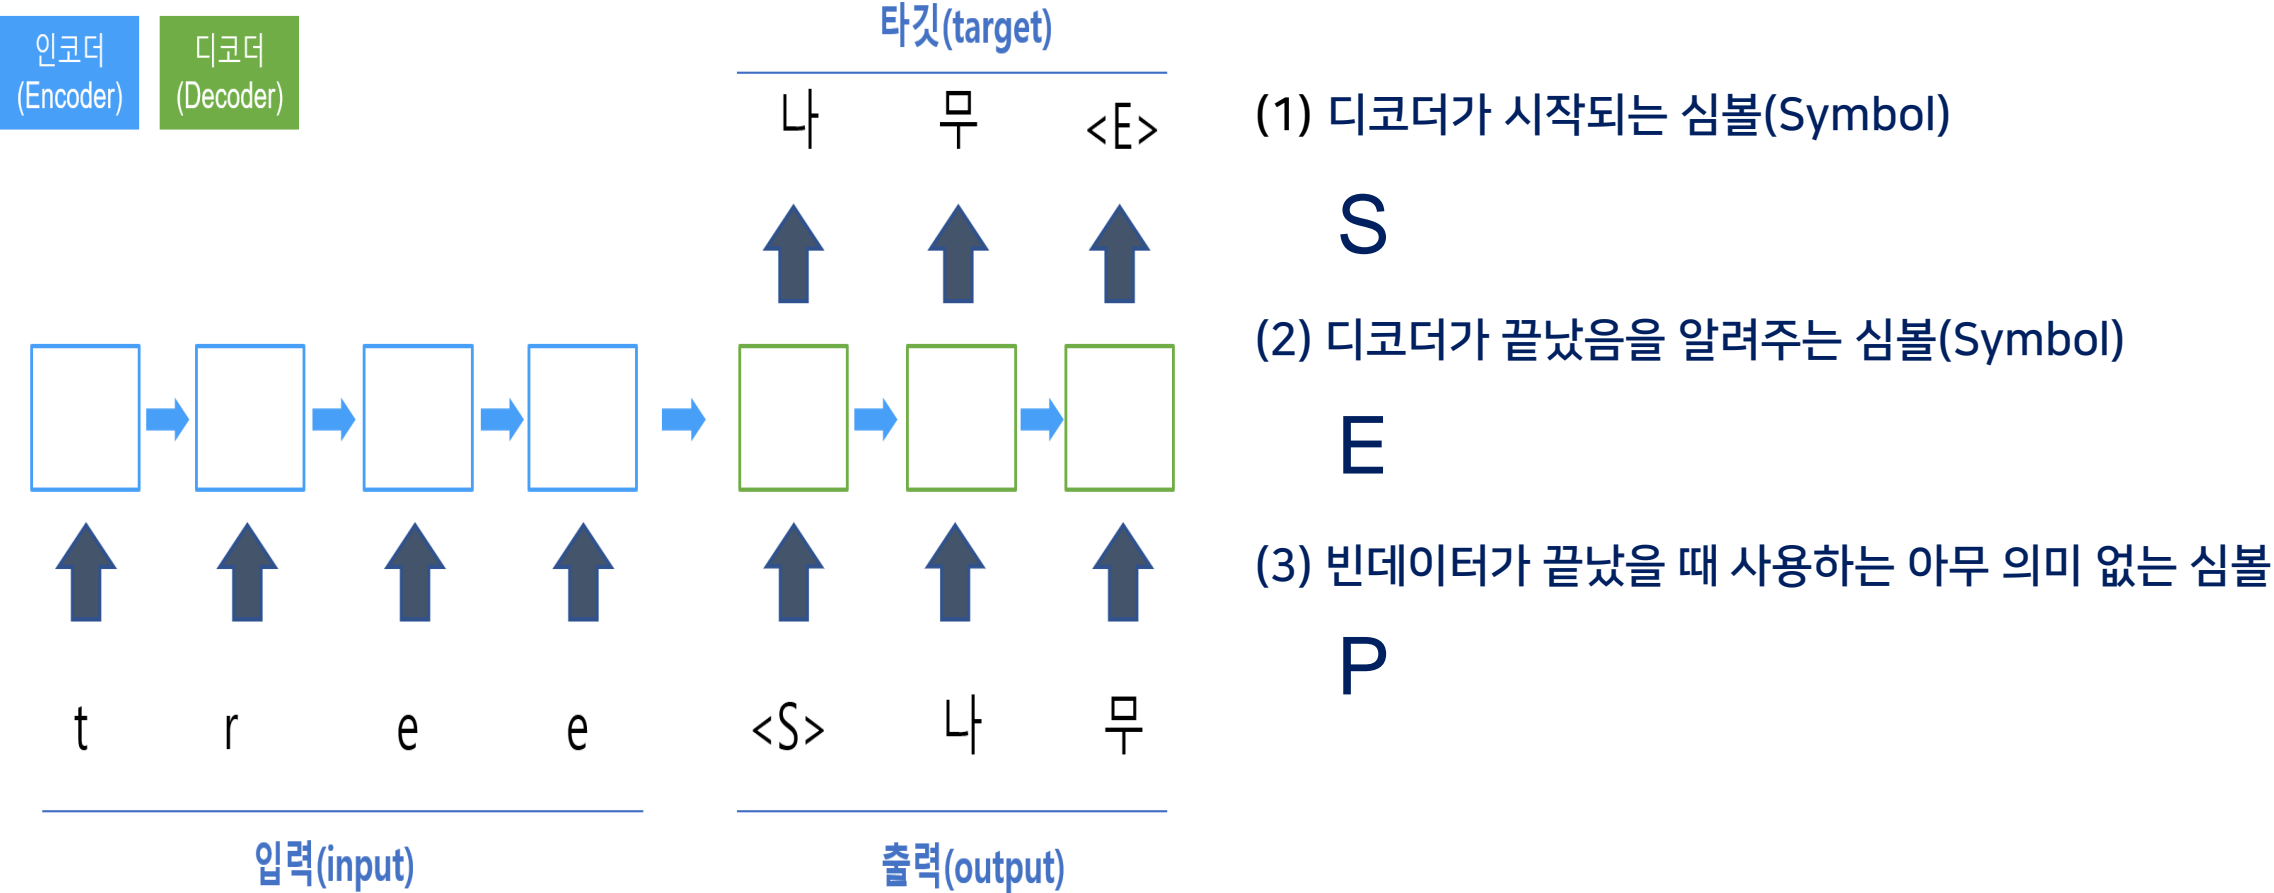 인코더
(Encoder)
디코더
(Decoder)
타깃(target)
나 무 <E>
t r e e <S> 나 무
입력(input) 출력(output)
(1) 디코더가 시작되는 심볼(Symbol)
S
(2) 디코더가 끝났음을 알려주는 심볼(Symbol)
E
(3) 빈데이터가 끝났을 때 사용하는 아무 의미 없는 심볼
P